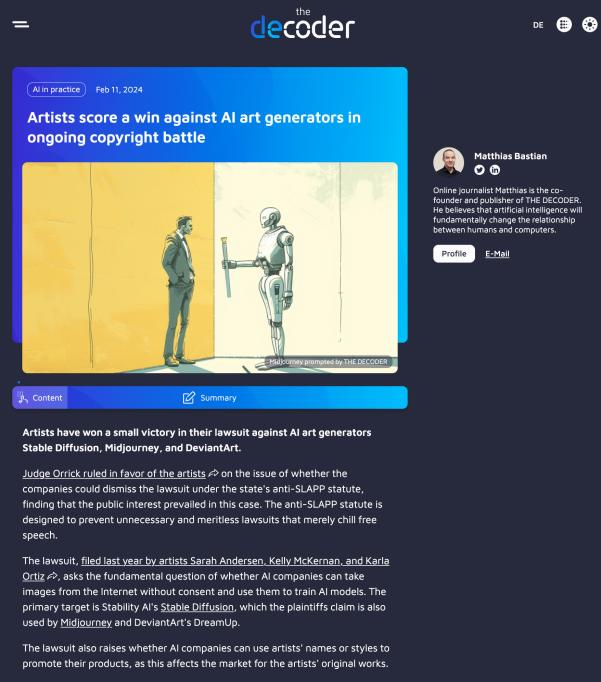 the
decoder
DE
AI in practice Feb 11, 2024
Artists score a win against AI art generators in
ongoing copyright battle
Midjourney prompted by THE DECODER
Matthias Bastian
Online journalist Matthias is the co-
founder and publisher of THE DECODER.
He believes that artificial intelligence will
fundamentally change the relationship
between humans and computers.
Profile E-Mail
Content Summary
Artists have won a small victory in their lawsuit against AI art generators
Stable Diffusion, Midjourney, and DeviantArt.
Judge Orrick ruled in favor of the artists on the issue of whether the
companies could dismiss the lawsuit under the state's anti-SLAPP statute,
finding that the public interest prevailed in this case. The anti-SLAPP statute is
designed to prevent unnecessary and meritless lawsuits that merely chill free
speech.
The lawsuit, filed last year by artists Sarah Andersen, Kelly McKernan, and Karla
Ortiz, asks the fundamental question of whether AI companies can take
images from the Internet without consent and use them to train AI models. The
primary target is Stability AI's Stable Diffusion, which the plaintiffs claim is also
used by Midjourney and DeviantArt's DreamUp.
The lawsuit also raises whether AI companies can use artists' names or styles to
promote their products, as this affects the market for the artists' original works.